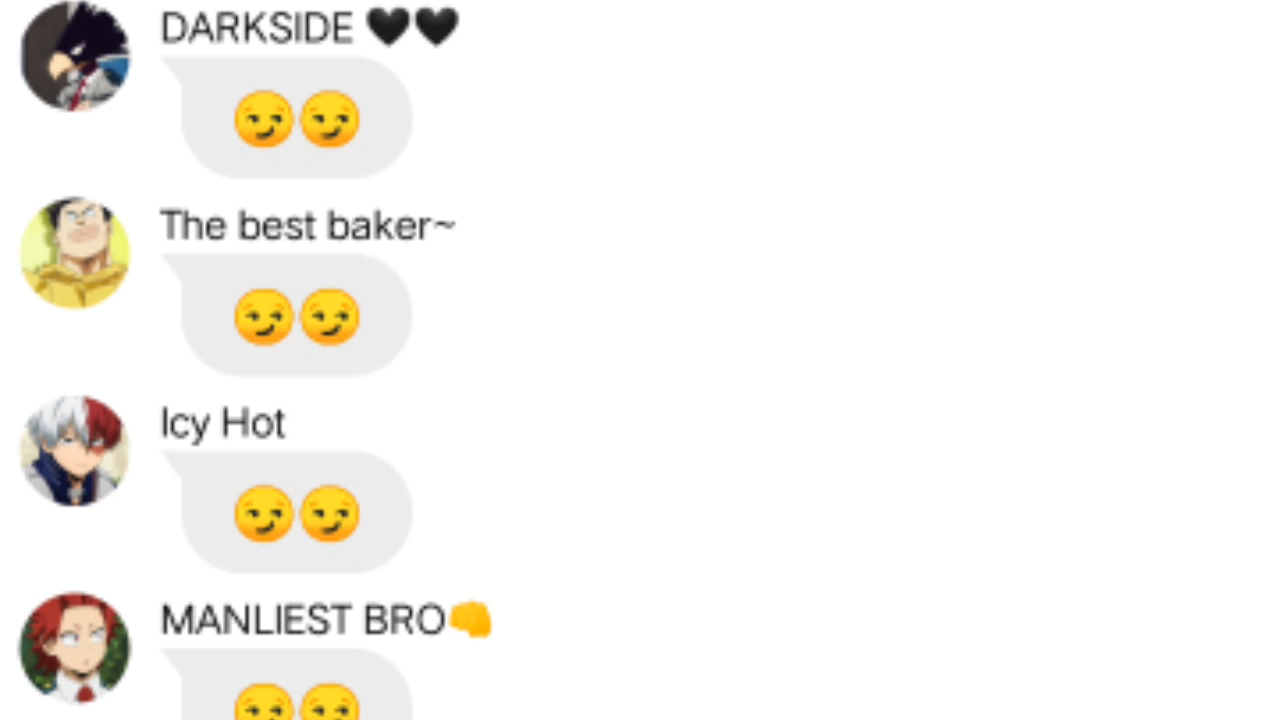 DARKSIDE 🖤🖤
😏😏
The best baker~
😏😏
Icy Hot
😏😏
MANLIEST BRO👊
😏😏